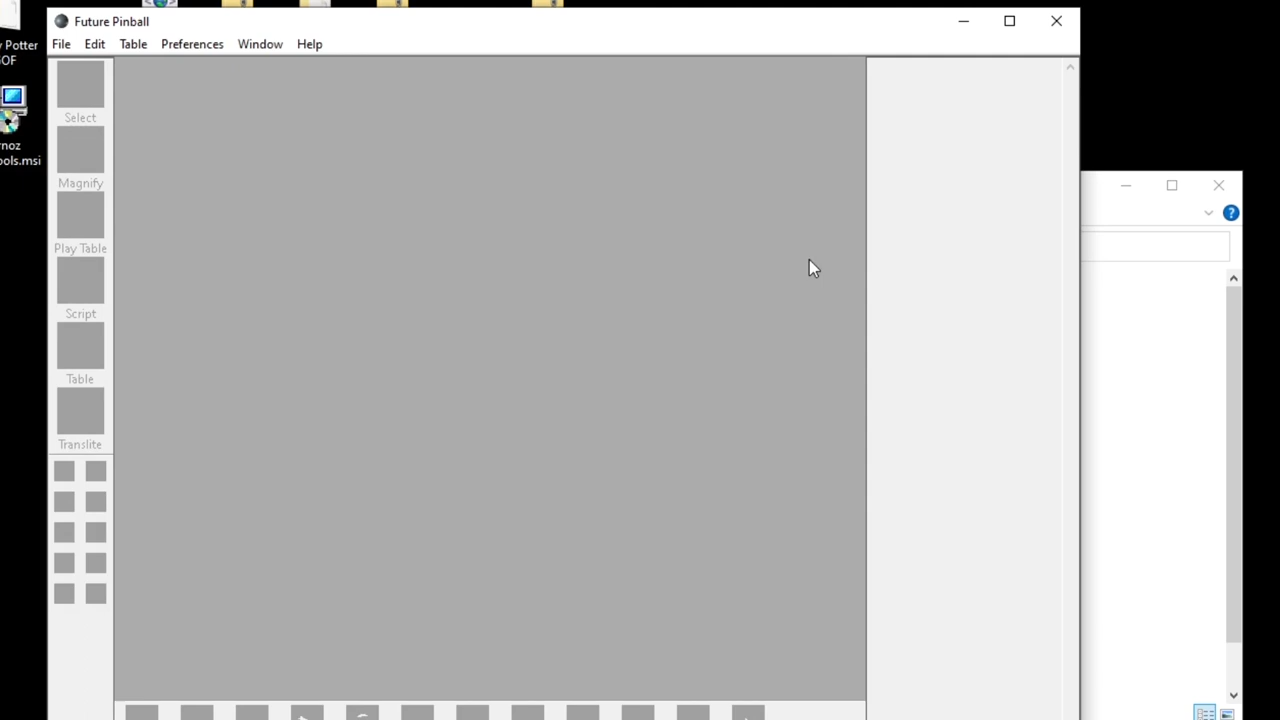 Future Pinball
File Edit Table Preferences Window Help
Select
Magnify
Play Table
Script
Table
Translite
y Potter
OF
noz
ools.msi
?